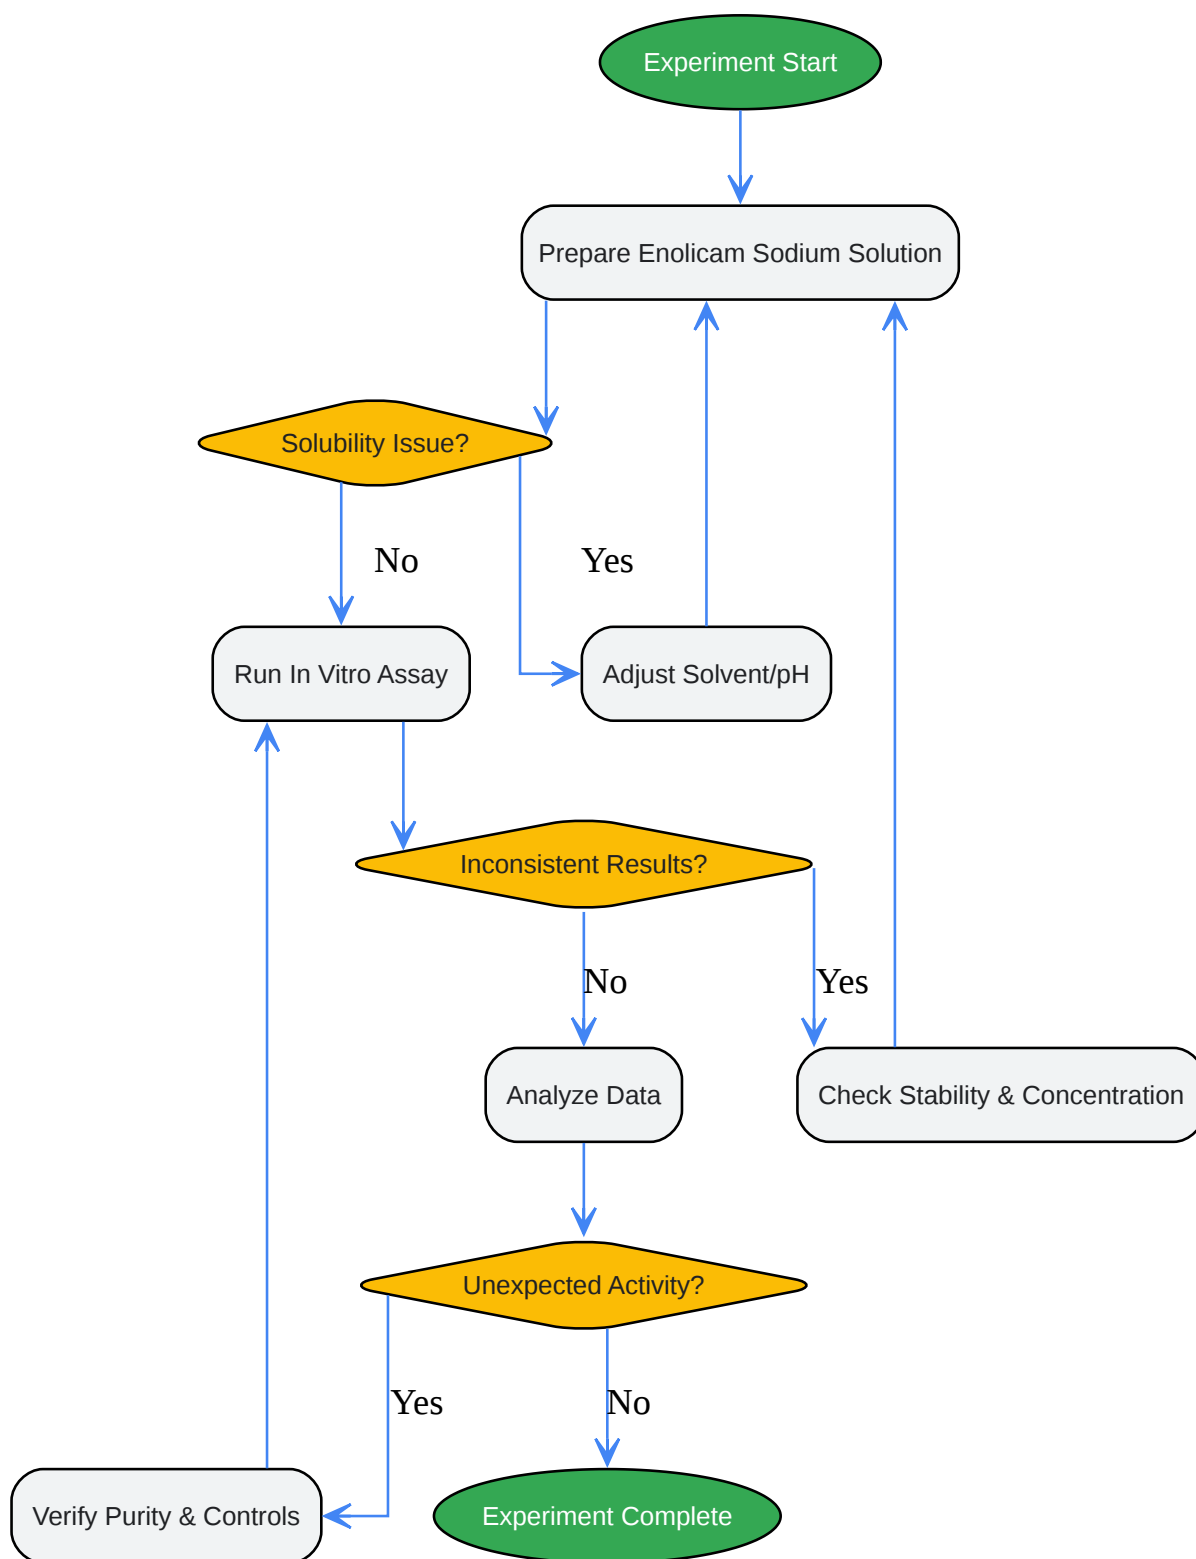 Experiment Start
Prepare Enolicam Sodium Solution
Solubility Issue?
No
Yes
Run In Vitro Assay
Adjust Solvent/pH
Inconsistent Results?
No
Yes
Analyze Data
Check Stability & Concentration
Unexpected Activity?
Yes
No
Verify Purity & Controls
Experiment Complete